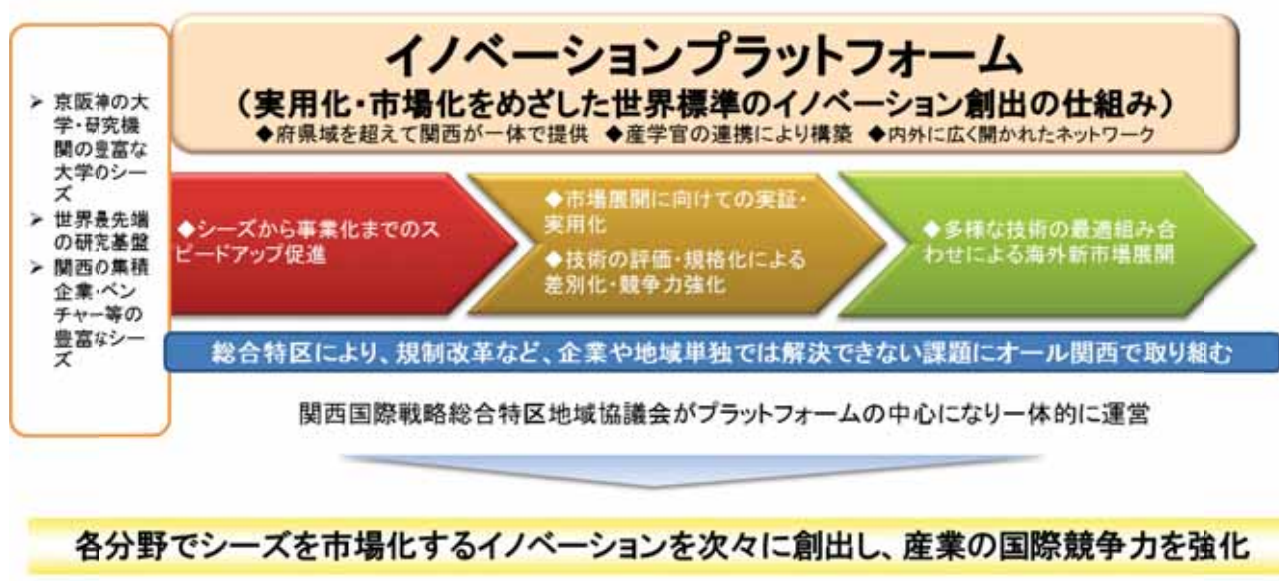 イノベーションプラットフォーム
（実用化・市場化をめざした世界標準のイノベーション創出の仕組み）
◆府県域を超えて関西が一体で提供 ◆産学官の連携により構築 ◆内外に広く開かれたネットワーク
➢ 京阪神の大
学・研究機
関の豊富な
大学のシー
ズ
➢ 世界最先端
の研究基盤
➢ 関西の集積
企業・ベン
チャー等の
豊富なシー
ズ
◆シーズから事業化までのス
ピードアップ促進
◆市場展開に向けての実証・
実用化
◆技術の評価・規格化による
差別化・競争力強化
◆多様な技術の最適組み合
わせによる海外新市場展開
総合特区により、規制改革など、企業や地域単独では解決できない課題にオール関西で取り組む
関西国際戦略総合特区地域協議会がプラットフォームの中心になり一体的に運営
各分野でシーズを市場化するイノベーションを次々に創出し、産業の国際競争力を強化